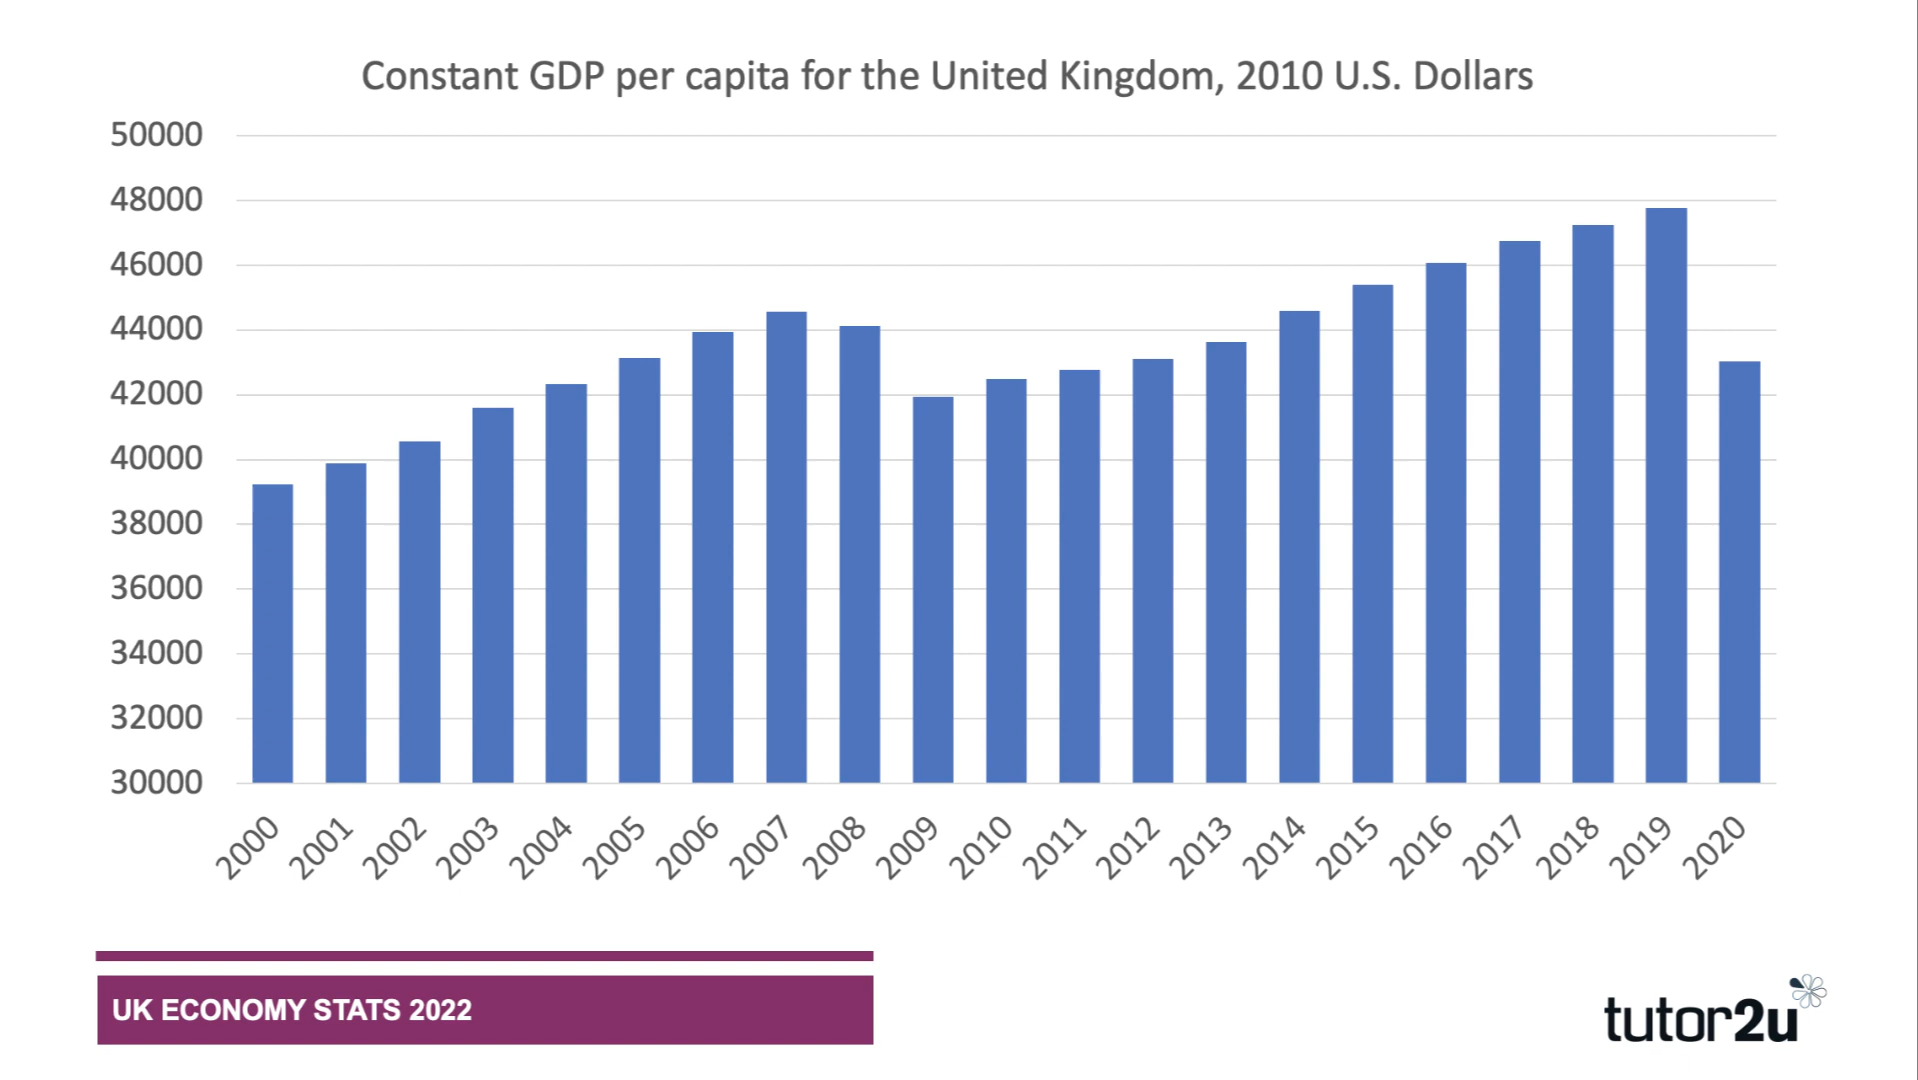 Constant GDP per capita for the United Kingdom, 2010 U.S. Dollars
50000
48000
46000
44000
42000
40000
38000
36000
34000
32000
30000
2000 2001 2002 2003 2004 2005 2006 2007 2008 2009 2010 2011 2012 2013 2014 2015 2016 2017 2018 2019 2020
UK ECONOMY STATS 2022
tutor2u